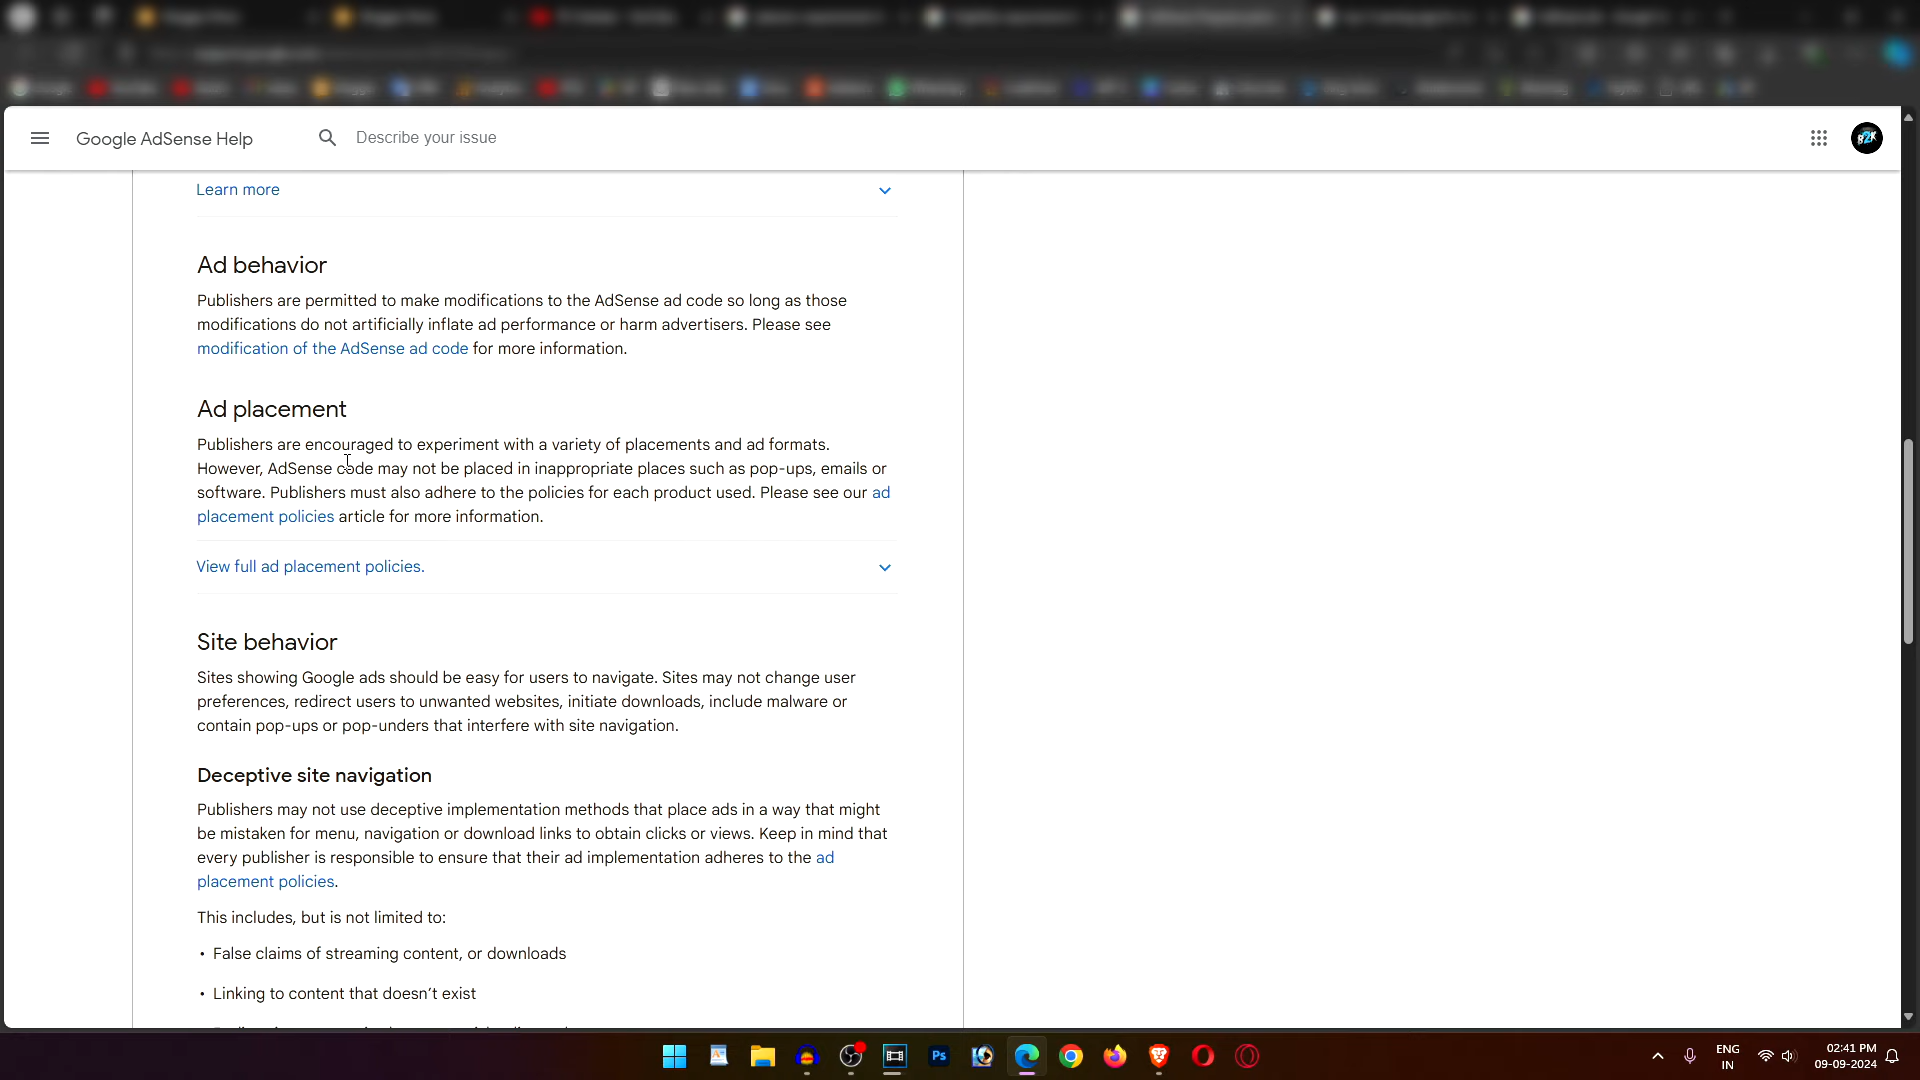 Google AdSense Help
Describe your issue
Learn more
Ad behavior
Publishers are permitted to make modifications to the AdSense ad code so long as those
modifications do not artificially inflate ad performance or harm advertisers. Please see
modification of the AdSense ad code for more information.
Ad placement
Publishers are encouraged to experiment with a variety of placements and ad formats.
However, AdSense code may not be placed in inappropriate places such as pop-ups, emails or
software. Publishers must also adhere to the policies for each product used. Please see our ad
placement policies article for more information.
View full ad placement policies.
Site behavior
Sites showing Google ads should be easy for users to navigate. Sites may not change user
preferences, redirect users to unwanted websites, initiate downloads, include malware or
contain pop-ups or pop-unders that interfere with site navigation.
Deceptive site navigation
Publishers may not use deceptive implementation methods that place ads in a way that might
be mistaken for menu, navigation or download links to obtain clicks or views. Keep in mind that
every publisher is responsible to ensure that their ad implementation adheres to the ad
placement policies.
This includes, but is not limited to:
• False claims of streaming content, or downloads
• Linking to content that doesn’t exist
Ps
ENG
IN
02:41 PM
09-09-2024